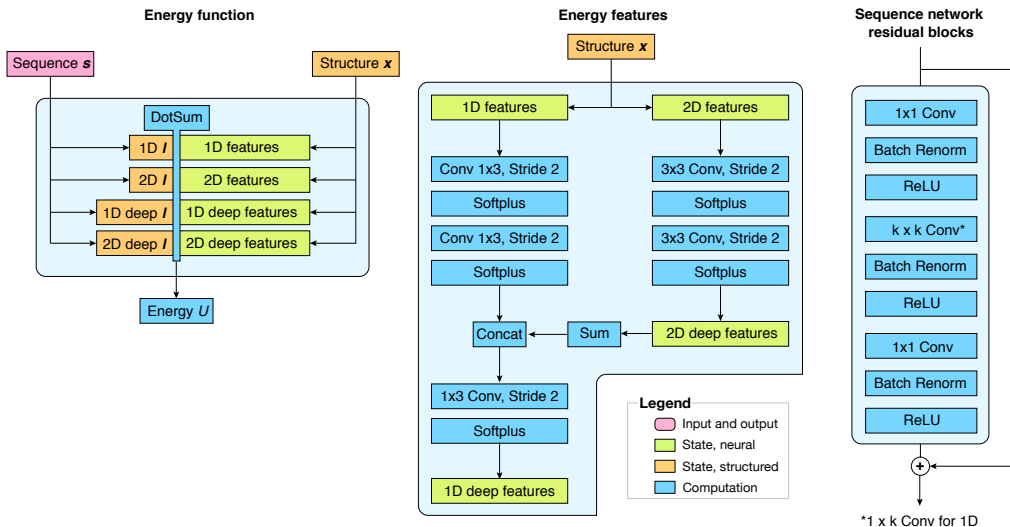 Energy function
Sequence s
Structure x
DotSum
1D l
1D features
2D l
2D features
1D deep l
1D deep features
2D deep l
2D deep features
Energy U
Energy features
Structure x
1D features
2D features
Conv 1x3, Stride 2
3x3 Conv, Stride 2
Softplus
Softplus
Conv 1x3, Stride 2
3x3 Conv, Stride 2
Softplus
Softplus
Concat
Sum
2D deep features
1x3 Conv, Stride 2
Softplus
1D deep features
Legend
Input and output
State, neural
State, structured
Computation
Sequence network
residual blocks
1x1 Conv
Batch Renorm
ReLU
k x k Conv*
Batch Renorm
ReLU
1x1 Conv
Batch Renorm
ReLU
+
*1 x k Conv for 1D